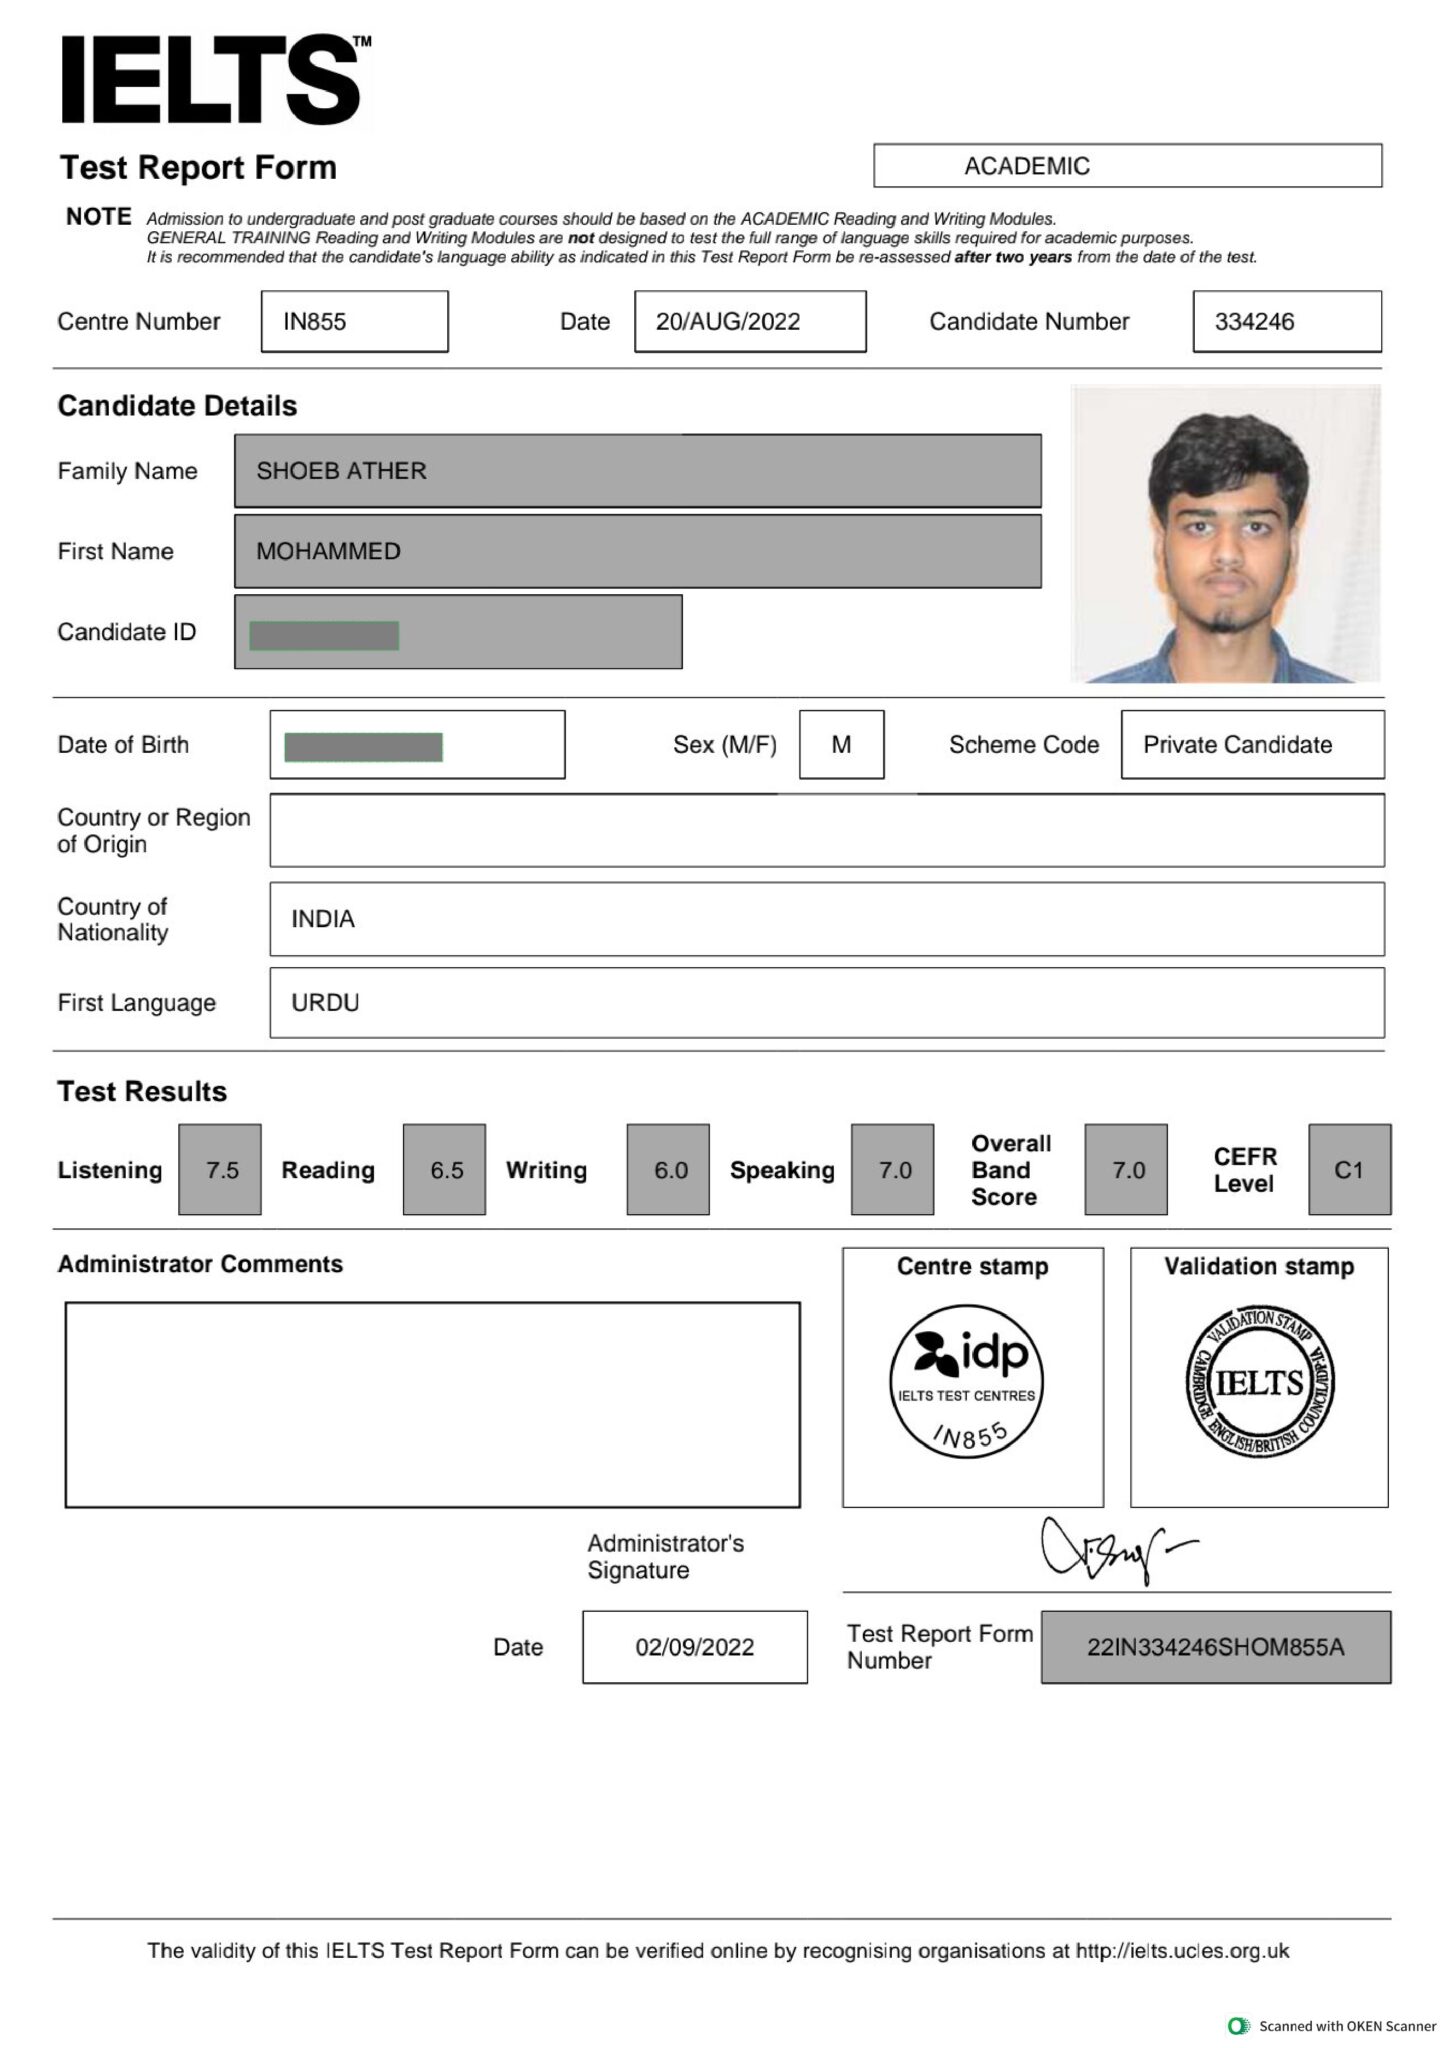 IELTS™
Test Report Form
ACADEMIC
NOTE Admission to undergraduate and post graduate courses should be based on the ACADEMIC Reading and Writing Modules.
GENERAL TRAINING Reading and Writing Modules are not designed to test the full range of language skills required for academic purposes.
It is recommended that the candidate's language ability as indicated in this Test Report Form be re-assessed after two years from the date of the test.
Centre Number IN855 Date 20/AUG/2022 Candidate Number 334246
Candidate Details
Family Name SHOEB ATHER
First Name MOHAMMED
Candidate ID
Date of Birth Sex (M/F) M Scheme Code Private Candidate
Country or Region
of Origin
Country of
Nationality
INDIA
First Language URDU
Test Results
Listening 7.5 Reading 6.5 Writing 6.0 Speaking 7.0 Overall Band Score 7.0 CEFR Level C1
Administrator Comments
Centre stamp
idp
IELTS TEST CENTRES
IN855
Validation stamp
VALIDATION STAMP
IELTS
CAMBRIDGE ENGLISH/BRITISH COUNCIL/IDP:IA
Administrator's
Signature
Date 02/09/2022
Test Report Form
Number
22IN334246SHOM855A
The validity of this IELTS Test Report Form can be verified online by recognising organisations at http://ielts.ucles.org.uk
Scanned with OKEN Scanner